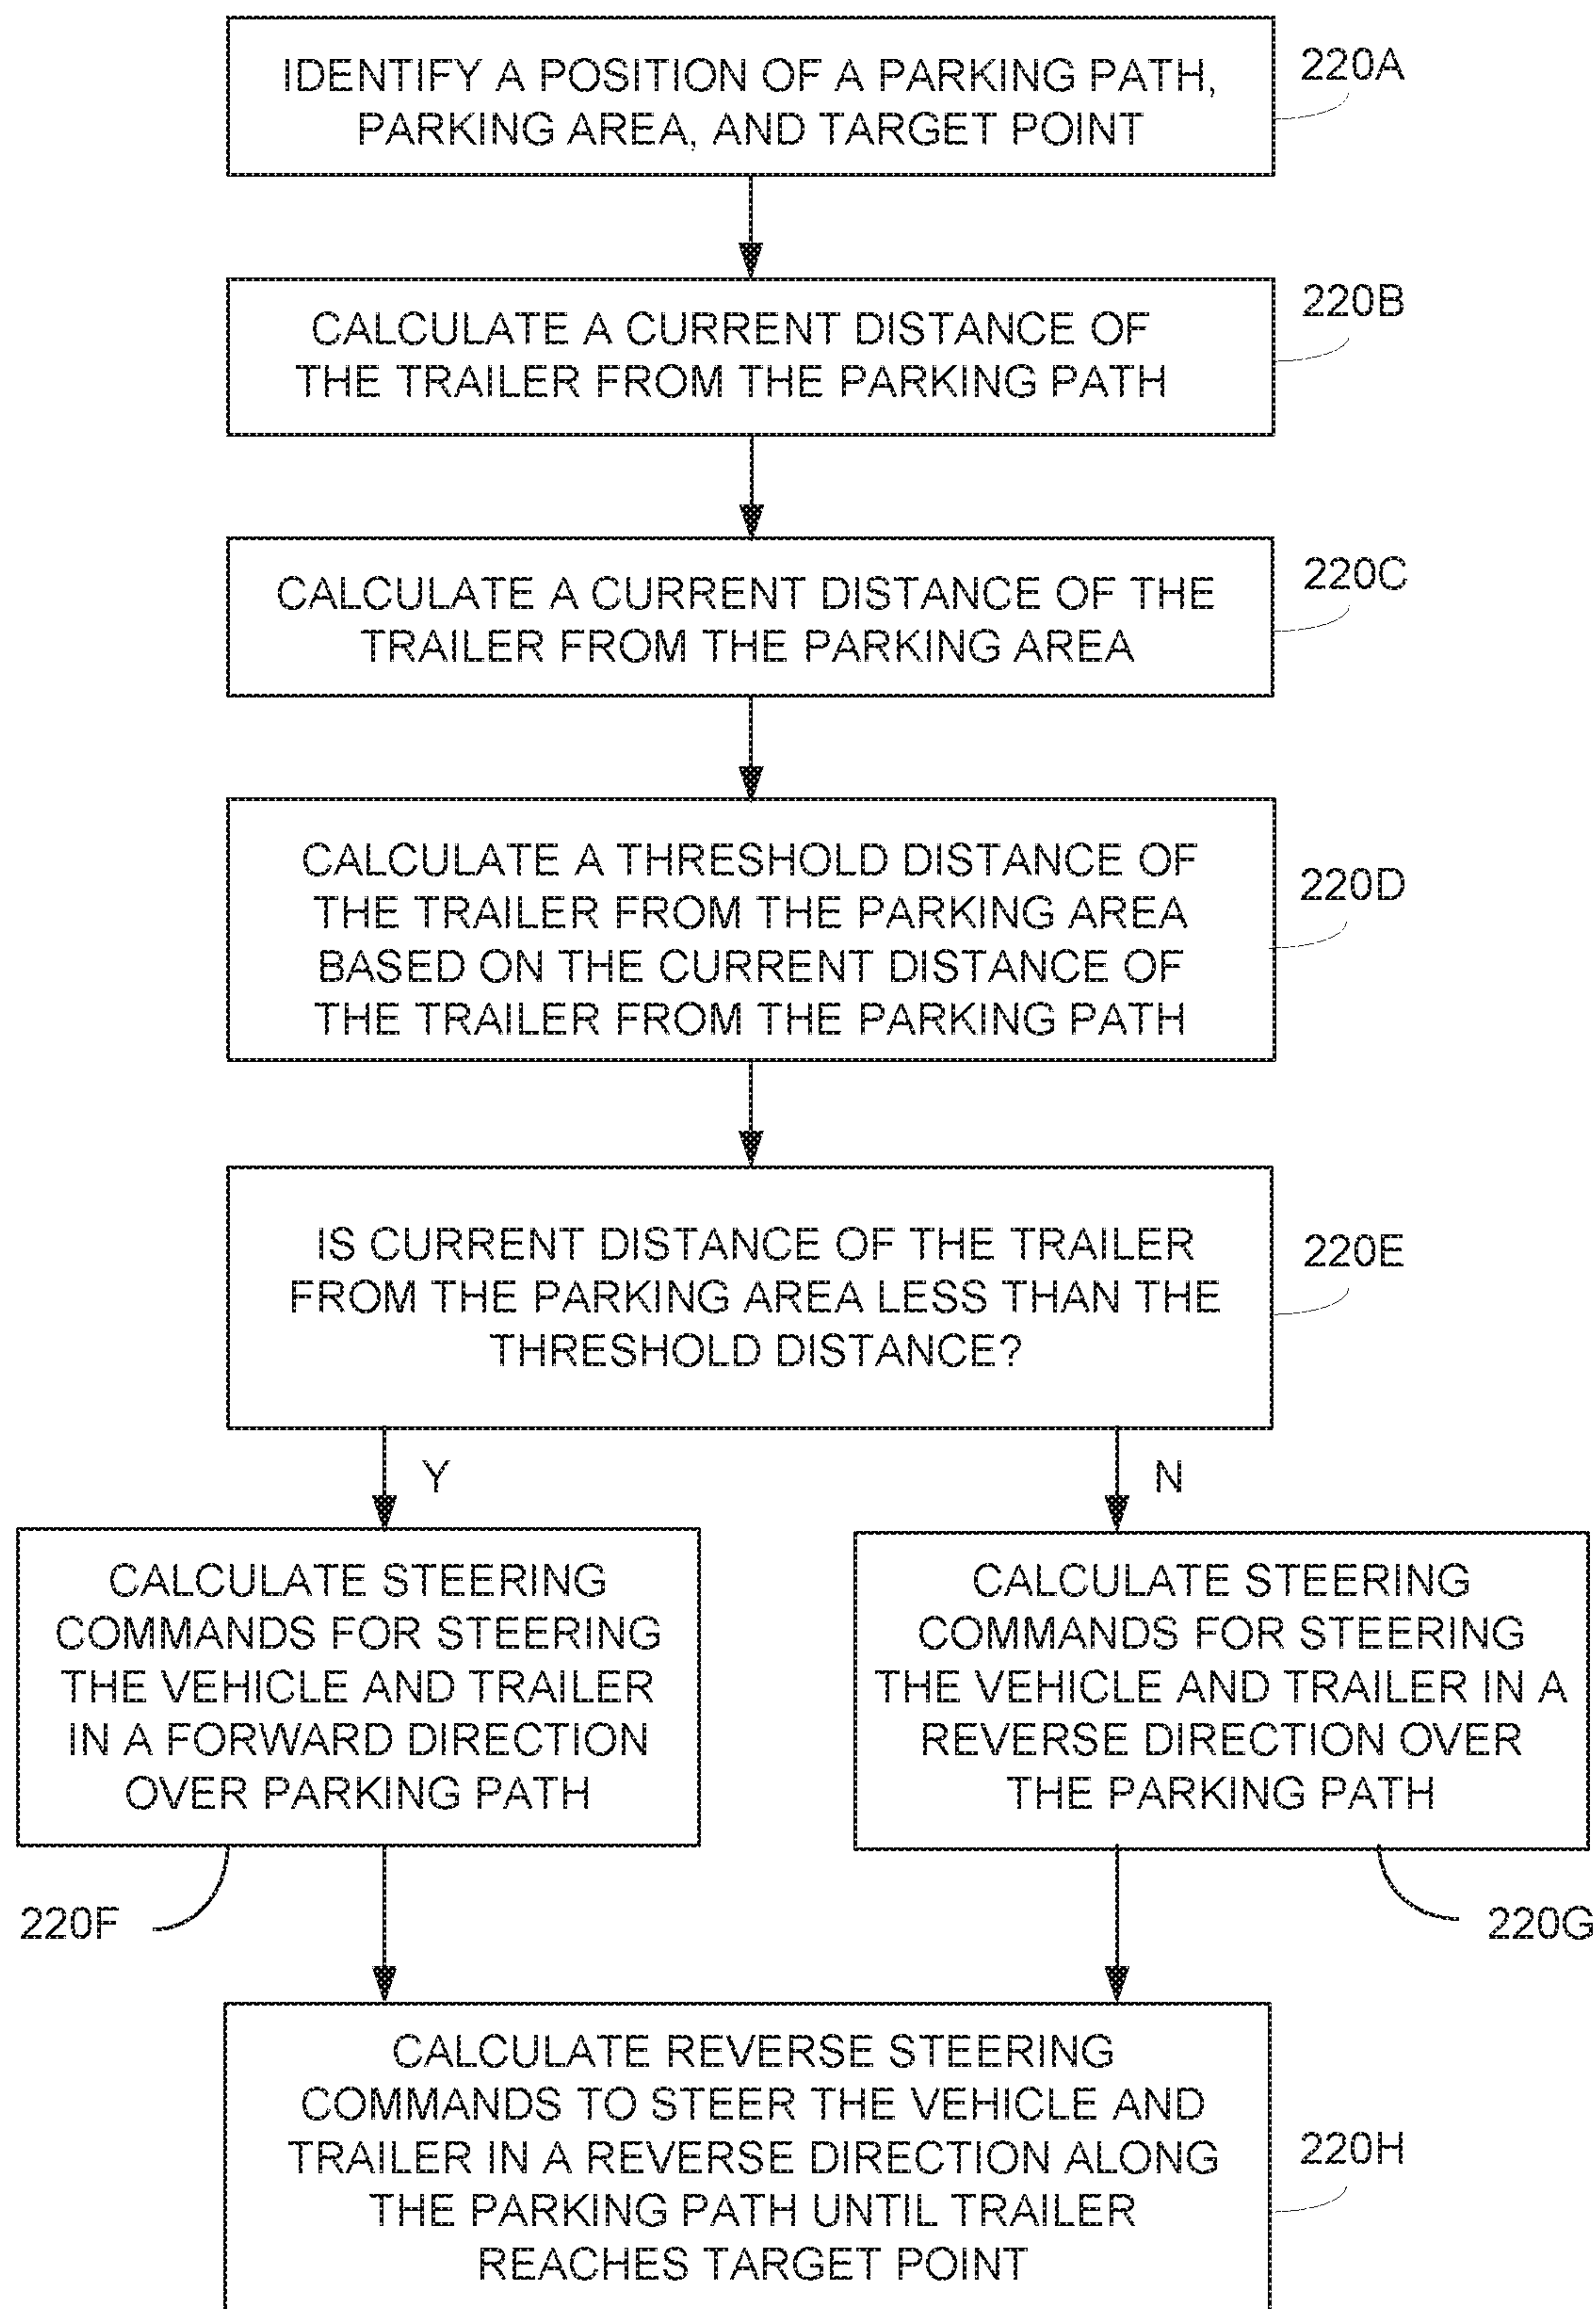 IDENTIFY A POSITION OF A PARKING PATH,
PARKING AREA, AND TARGET POINT
220A
CALCULATE A CURRENT DISTANCE OF
THE TRAILER FROM THE PARKING PATH
220B
CALCULATE A CURRENT DISTANCE OF THE
TRAILER FROM THE PARKING AREA
220C
CALCULATE A THRESHOLD DISTANCE OF
THE TRAILER FROM THE PARKING AREA
BASED ON THE CURRENT DISTANCE OF
THE TRAILER FROM THE PARKING PATH
220D
IS CURRENT DISTANCE OF THE TRAILER
FROM THE PARKING AREA LESS THAN THE
THRESHOLD DISTANCE?
220E
Y
N
CALCULATE STEERING
COMMANDS FOR STEERING
THE VEHICLE AND TRAILER
IN A FORWARD DIRECTION
OVER PARKING PATH
220F
CALCULATE STEERING
COMMANDS FOR STEERING
THE VEHICLE AND TRAILER IN A
REVERSE DIRECTION OVER
THE PARKING PATH
220G
CALCULATE REVERSE STEERING
COMMANDS TO STEER THE VEHICLE AND
TRAILER IN A REVERSE DIRECTION ALONG
THE PARKING PATH UNTIL TRAILER
REACHES TARGET POINT
220H